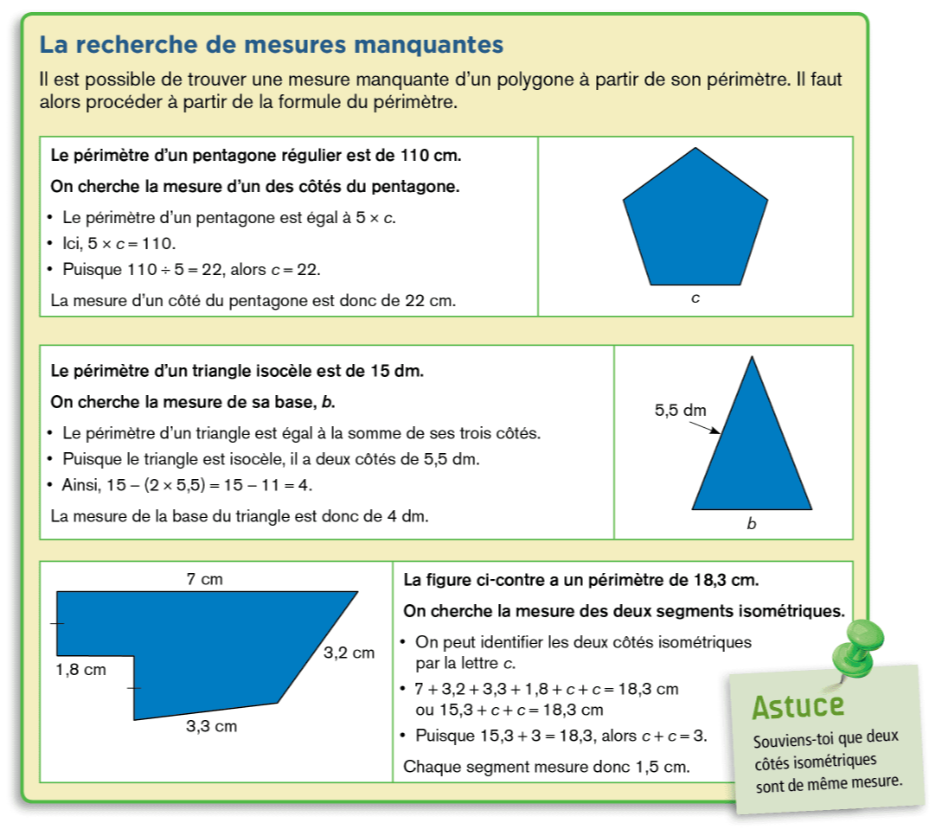 La recherche de mesures manquantes
Il est possible de trouver une mesure manquante d'un polygone à partir de son périmètre. Il faut
alors procéder à partir de la formule du périmètre.
Le périmètre d'un pentagone régulier est de 110 cm.
On cherche la mesure d'un des côtés du pentagone.
• Le périmètre d'un pentagone est égal à 5 × c.
• Ici, 5 × c = 110.
• Puisque 110 ÷ 5 = 22, alors c = 22.
La mesure d'un côté du pentagone est donc de 22 cm.
c
Le périmètre d'un triangle isocèle est de 15 dm.
On cherche la mesure de sa base, b.
• Le périmètre d'un triangle est égal à la somme de ses trois côtés.
• Puisque le triangle est isocèle, il a deux côtés de 5,5 dm.
• Ainsi, 15 – (2 × 5,5) = 15 – 11 = 4.
La mesure de la base du triangle est donc de 4 dm.
5,5 dm
b
7 cm
1,8 cm
3,2 cm
3,3 cm
La figure ci-contre a un périmètre de 18,3 cm.
On cherche la mesure des deux segments isométriques.
• On peut identifier les deux côtés isométriques
par la lettre c.
• 7 + 3,2 + 3,3 + 1,8 + c + c = 18,3 cm
ou 15,3 + c + c = 18,3 cm
• Puisque 15,3 + 3 = 18,3, alors c + c = 3.
Chaque segment mesure donc 1,5 cm.
Astuce
Souviens-toi que deux
côtés isométriques
sont de même mesure.